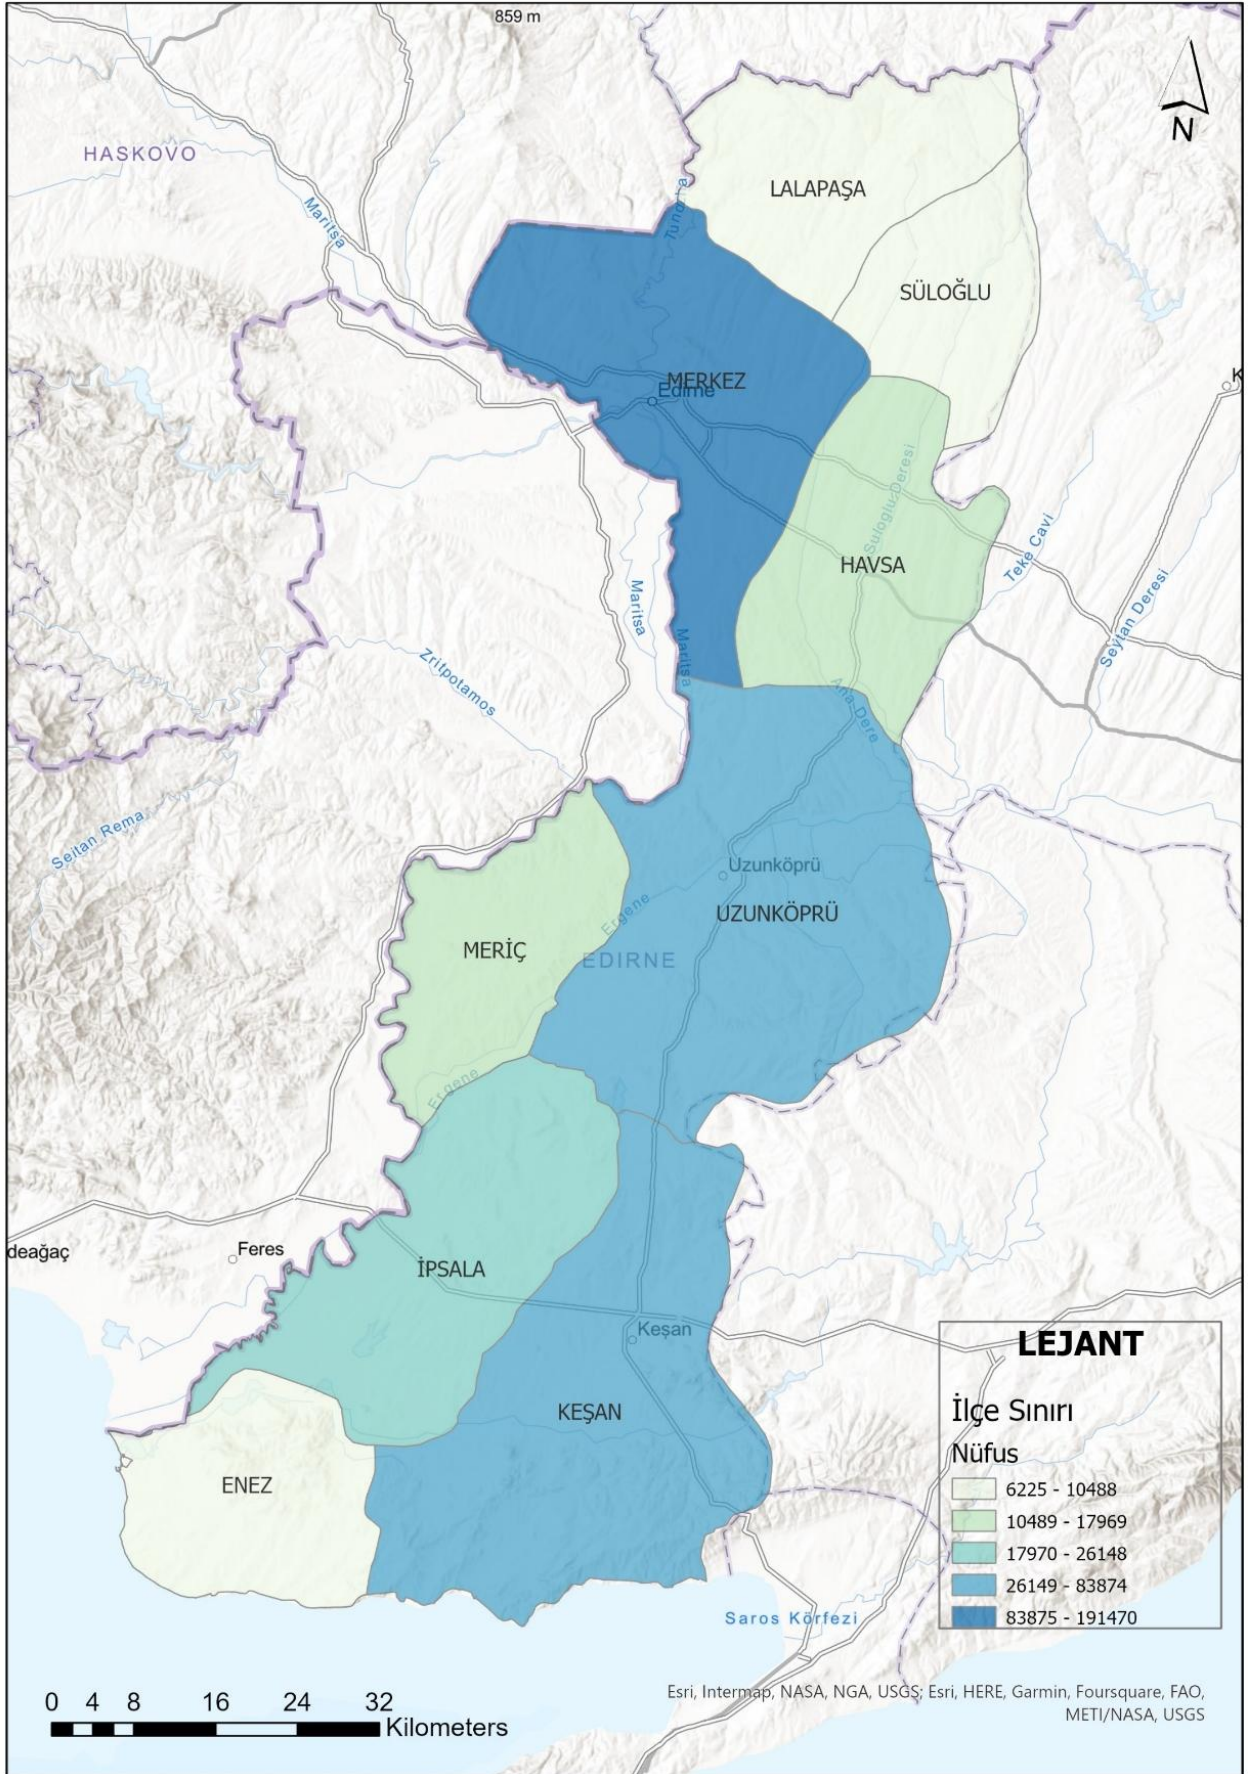 859 m
N
HASKOVO
Maritsa
Tundja
LALAPAŞA
SÜLOĞLU
MERKEZ
Edirne
K
Suloglu Deresi
HAVSA
Teke Cavi
Seytan Deresi
Maritsa
Maritsa
Zritpotamos
Ana Dere
Seitan Rema
Uzunköprü
UZUNKÖPRÜ
Ergene
MERİÇ
EDIRNE
Ergene
deağaç
Feres
İPSALA
Keşan
KEŞAN
ENEZ
LEJANT
İlçe Sınırı
Nüfus
6225 - 10488
10489 - 17969
17970 - 26148
26149 - 83874
83875 - 191470
Saros Körfezi
0 4 8 16 24 32
Kilometers
Esri, Intermap, NASA, NGA, USGS; Esri, HERE, Garmin, Foursquare, FAO,
METI/NASA, USGS